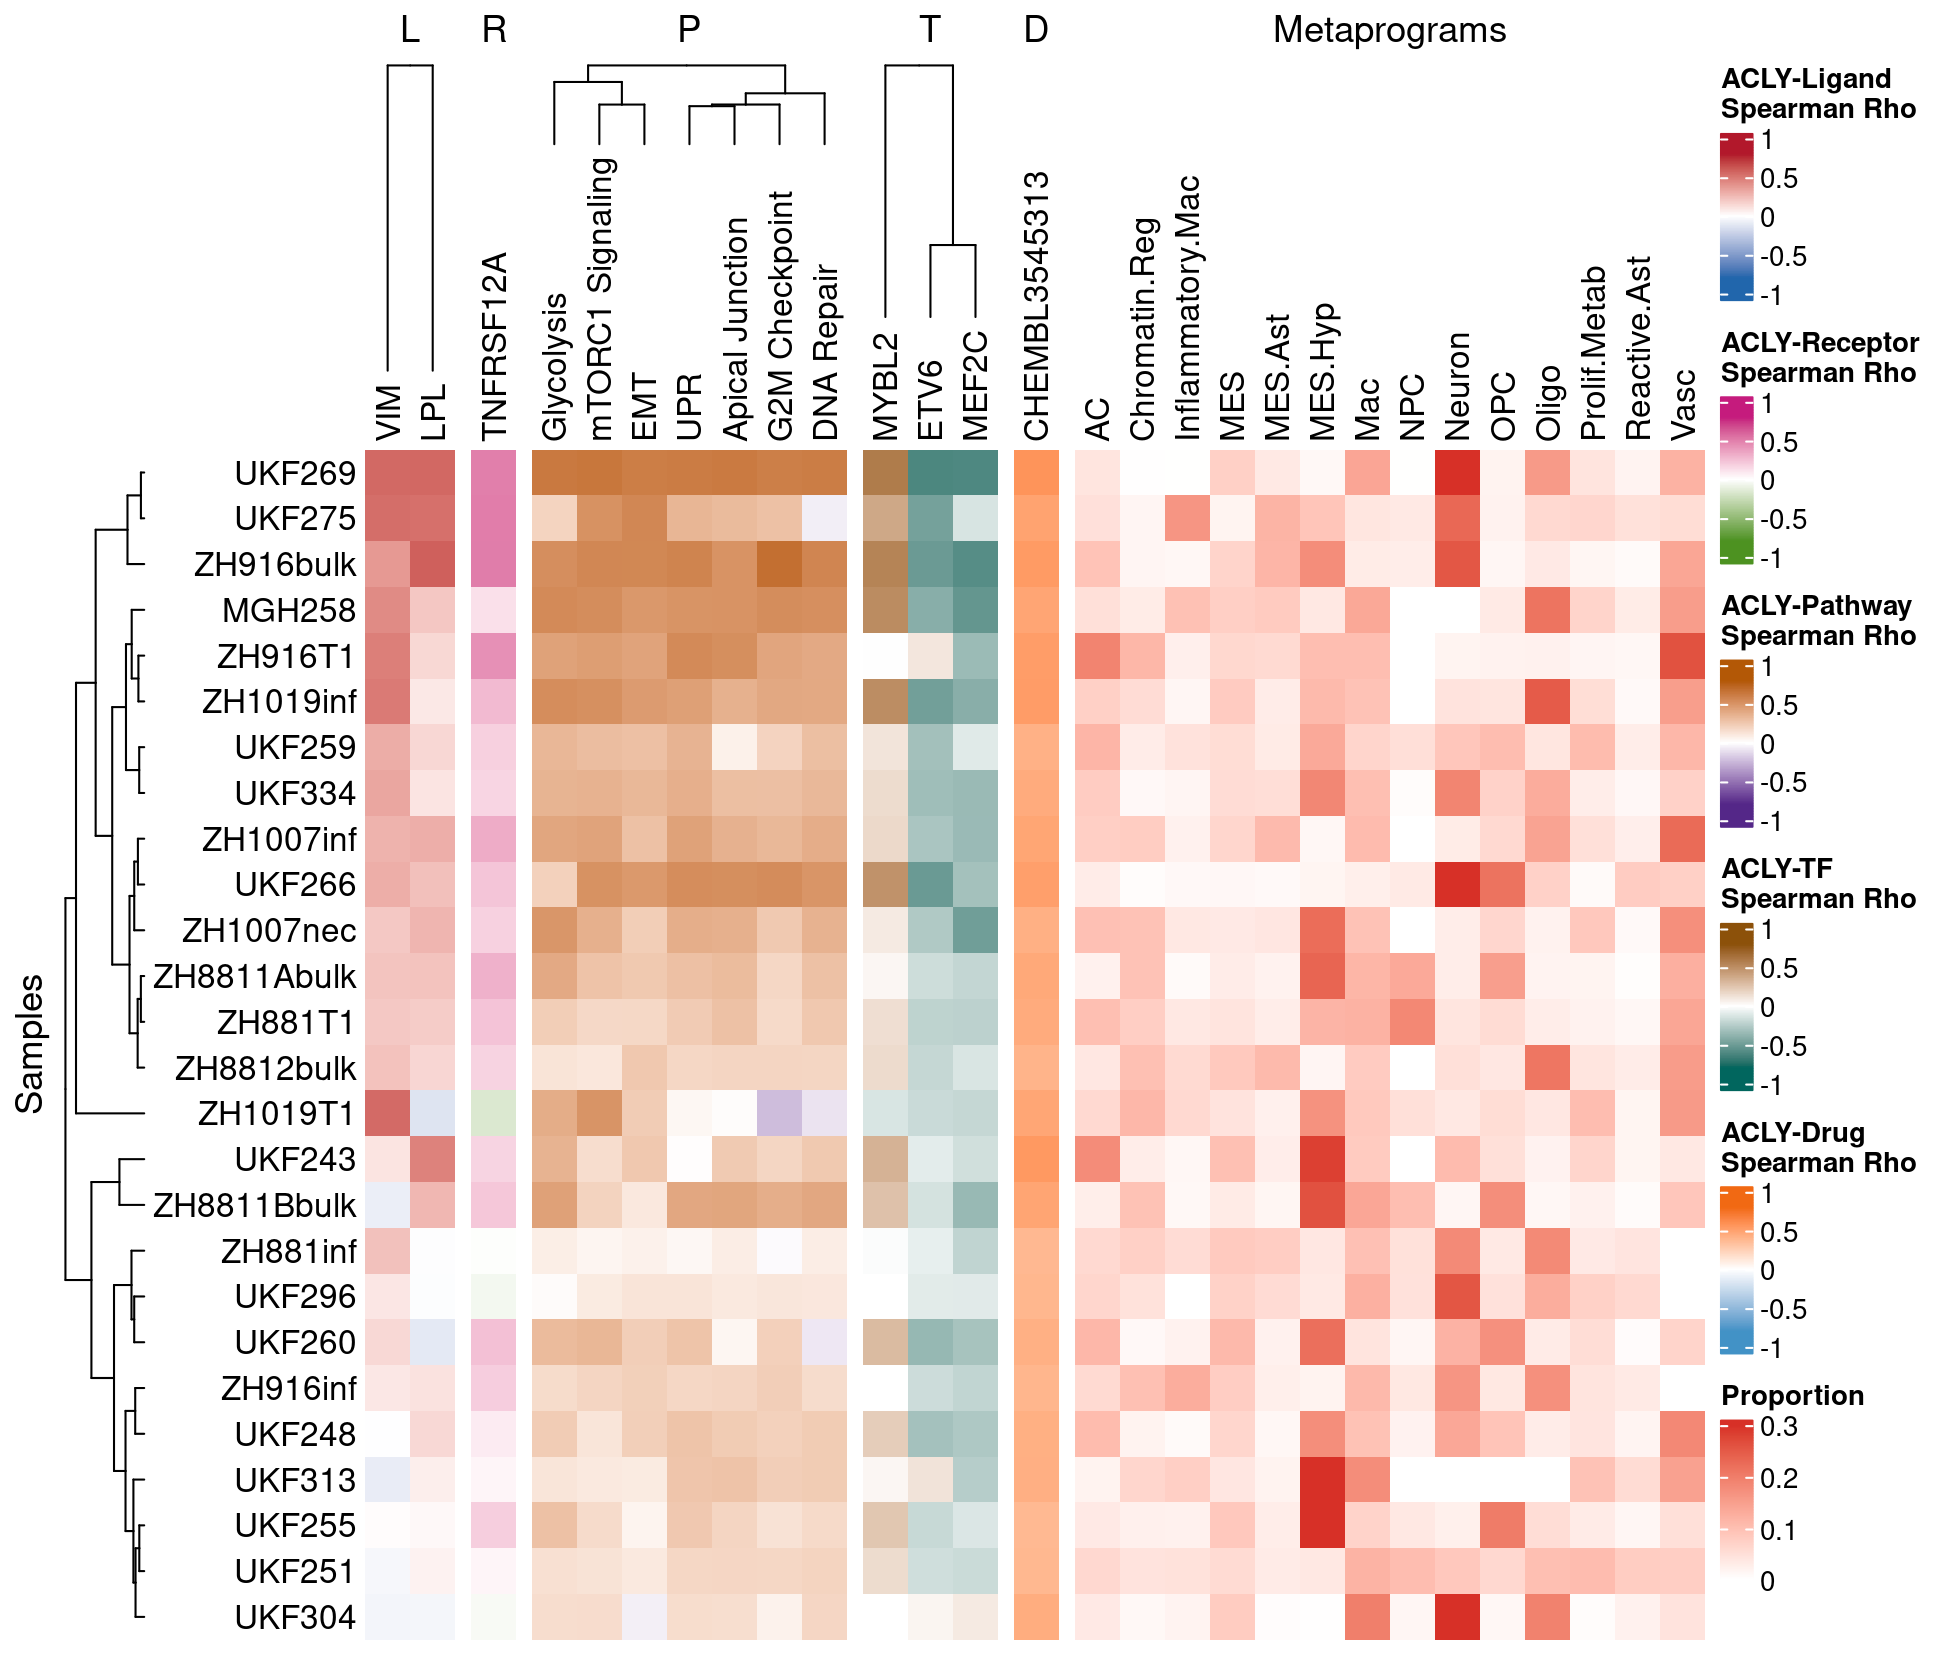 L R P T D Metaprograms
VIM
LPL
TNFRSF12A
Glycolysis
mTORC1 Signaling
EMT
UPR
Apical Junction
G2M Checkpoint
DNA Repair
MYBL2
ETV6
MEF2C
CHEMBL3545313
AC
Chromatin.Reg
Inflammatory.Mac
MES
MES.Ast
MES.Hyp
Mac
NPC
Neuron
OPC
Oligo
Prolif.Metab
Reactive.Ast
Vasc
Samples
UKF269
UKF275
ZH916bulk
MGH258
ZH916T1
ZH1019inf
UKF259
UKF334
ZH1007inf
UKF266
ZH1007nec
ZH8811Abulk
ZH881T1
ZH8812bulk
ZH1019T1
UKF243
ZH8811Bbulk
ZH881inf
UKF296
UKF260
ZH916inf
UKF248
UKF313
UKF255
UKF251
UKF304
ACLY-Ligand
Spearman Rho
1
0.5
0
-0.5
-1
ACLY-Receptor
Spearman Rho
1
0.5
0
-0.5
-1
ACLY-Pathway
Spearman Rho
1
0.5
0
-0.5
-1
ACLY-TF
Spearman Rho
1
0.5
0
-0.5
-1
ACLY-Drug
Spearman Rho
1
0.5
0
-0.5
-1
Proportion
0.3
0.2
0.1
0